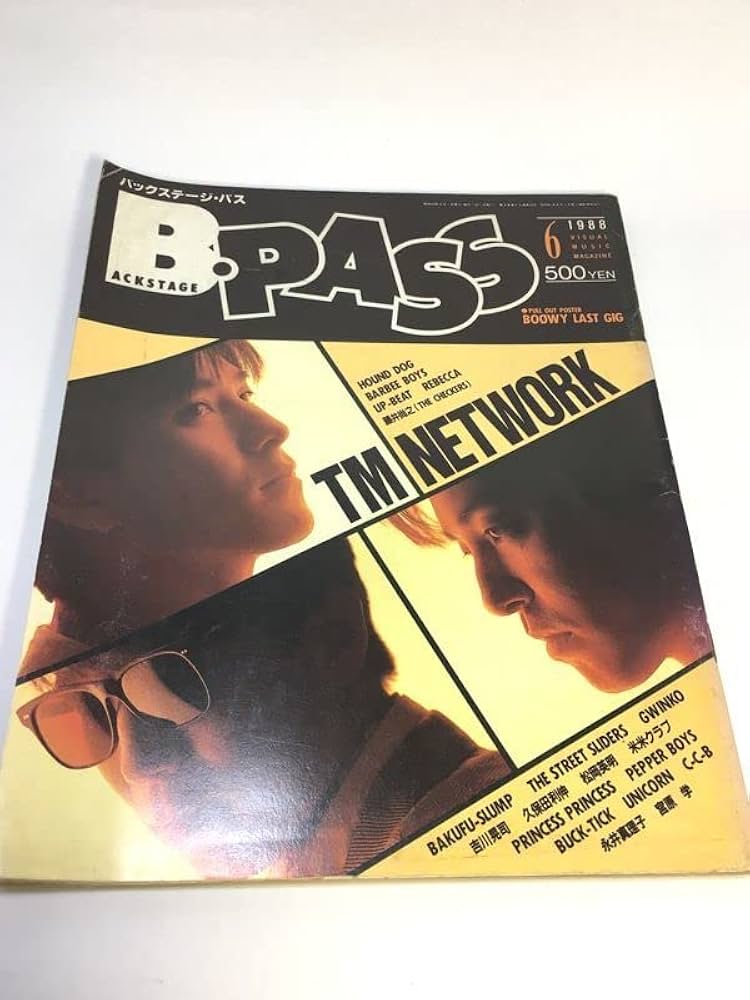 バックステージ・パス
B.PASS
ACKSTAGE
6
1988
VISUAL
MUSIC
MAGAZINE
500YEN
●PULL OUT POSTER
BOØWY LAST GIG
HOUND DOG
BARBEE BOYS
UP-BEAT REBECCA
藤井尚之(THE CHECKERS)
TM NETWORK
BAKUFU-SLUMP THE STREET SLIDERS GWINKO
吉川晃司 久保田利伸 松岡英明 米米クラブ
PRINCESS PRINCESS PEPPER BOYS
BUCK-TICK UNICORN C-C-B
永井真理子 宮原 学